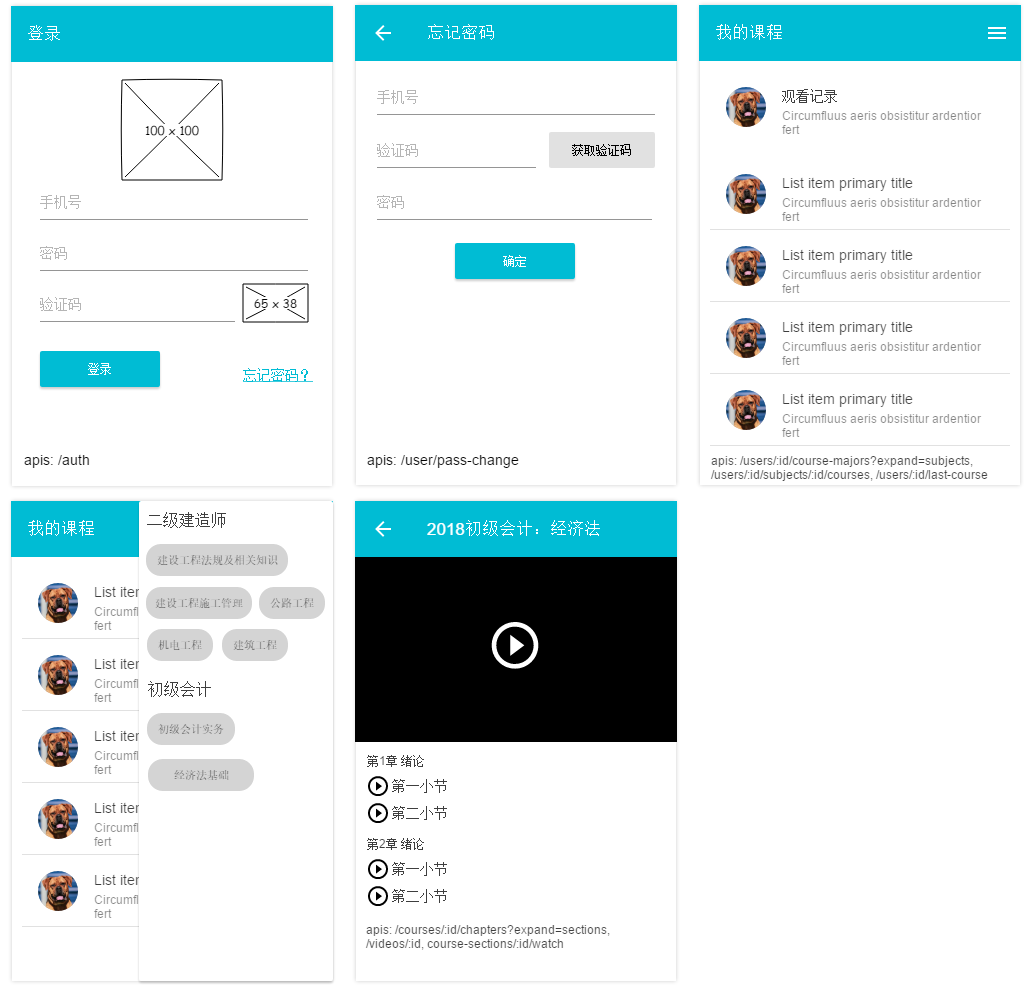 登录
100 × 100
手机号
密码
验证码
65 × 38
登录
忘记密码?
apis: /auth
忘记密码
手机号
验证码
获取验证码
密码
确定
apis: /user/pass-change
我的课程
观看记录
Circumfluus aeris obsistitur ardentior
fert
List item primary title
Circumfluus aeris obsistitur ardentior
fert
List item primary title
Circumfluus aeris obsistitur ardentior
fert
List item primary title
Circumfluus aeris obsistitur ardentior
fert
List item primary title
Circumfluus aeris obsistitur ardentior
fert
apis: /users/:id/course-majors?expand=subjects,
/users/:id/subjects/:id/courses, /users/:id/last-course
我的课程
List iter
Circumfl
fert
List iter
Circumfl
fert
List iter
Circumfl
fert
List iter
Circumfl
fert
List iter
Circumfl
fert
二级建造师
建设工程法规及相关知识
建设工程施工管理
公路工程
机电工程
建筑工程
初级会计
初级会计实务
经济法基础
2018初级会计：经济法
第1章 绪论
第一小节
第二小节
第2章 绪论
第一小节
第二小节
apis: /courses/:id/chapters?expand=sections,
/videos/:id, course-sections/:id/watch